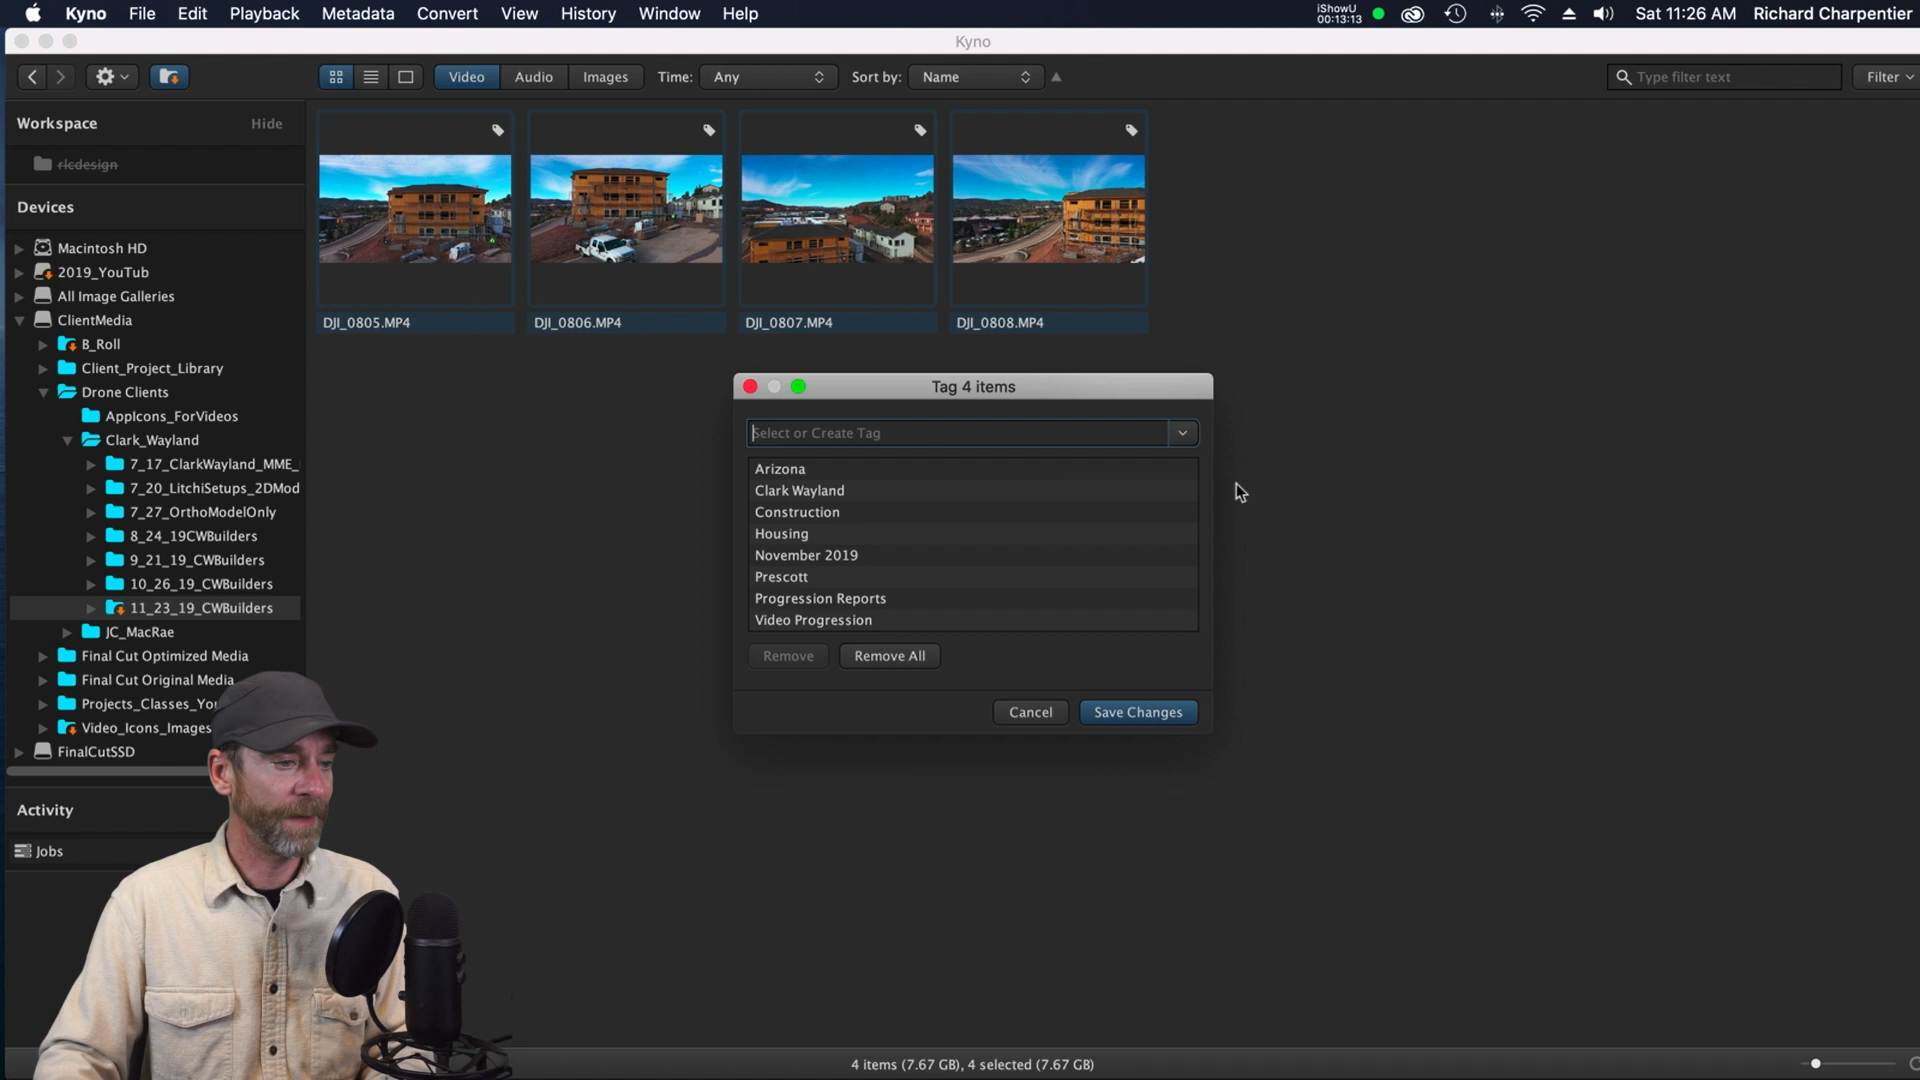 Kyno File Edit Playback Metadata Convert View History Window Help iShowU 00:13:13 Sat 11:26 AM Richard Charpentier
Kyno
Video Audio Images Time: Any Sort by: Name Type filter text Filter
Workspace Hide
rlcdesign
Devices
Macintosh HD
2019_YouTub
All Image Galleries
ClientMedia
B_Roll
Client_Project_Library
Drone Clients
AppIcons_ForVideos
Clark_Wayland
7_17_ClarkWayland_MME_
7_20_LitchiSetups_2DMod
7_27_OrthoModelOnly
8_24_19CWBuilders
9_21_19_CWBuilders
10_26_19_CWBuilders
11_23_19_CWBuilders
JC_MacRae
Final Cut Optimized Media
Final Cut Original Media
Projects_Classes_You
Video_Icons_Images
FinalCutSSD
Activity
Jobs
DJI_0805.MP4 DJI_0806.MP4 DJI_0807.MP4 DJI_0808.MP4
Tag 4 items
Select or Create Tag
Arizona
Clark Wayland
Construction
Housing
November 2019
Prescott
Progression Reports
Video Progression
Remove Remove All
Cancel Save Changes
4 items (7.67 GB), 4 selected (7.67 GB)